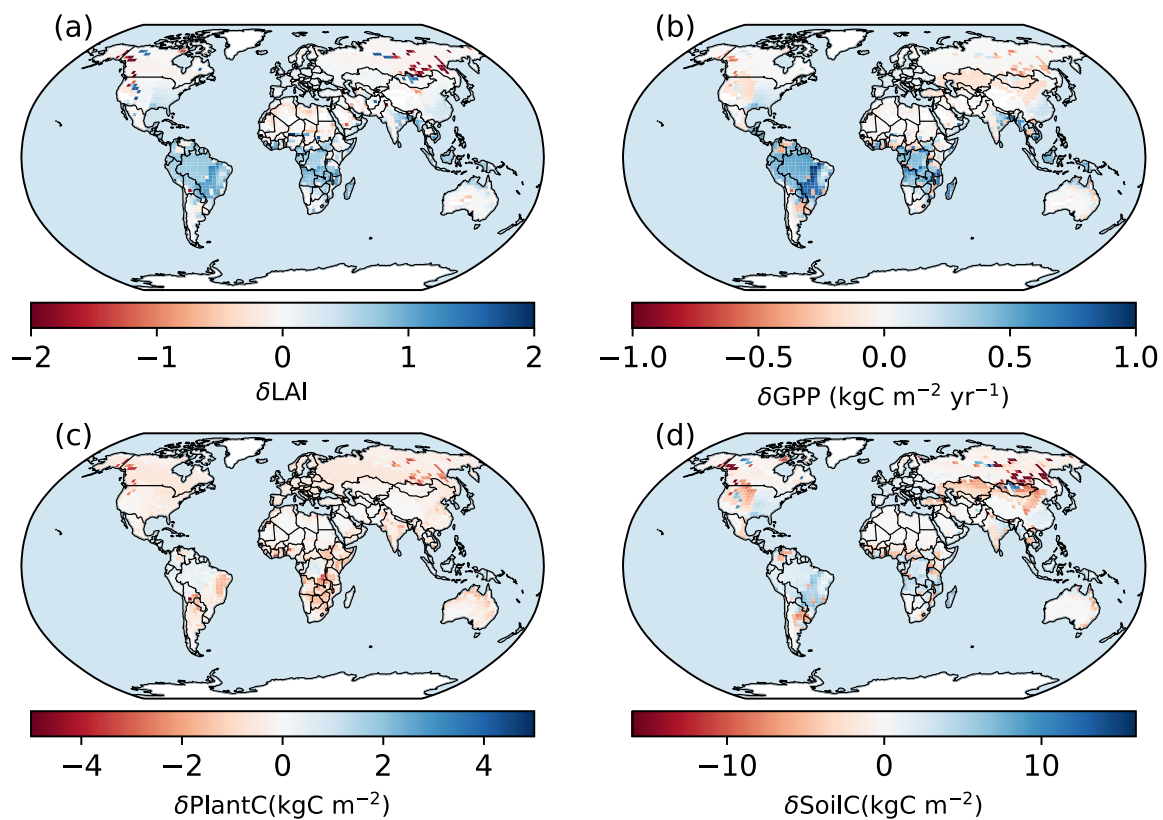 (a) (b)
−2 −1 0 1 2
δLAI
−1.0 −0.5 0.0 0.5 1.0
δGPP (kgC m⁻² yr⁻¹)
(c) (d)
−4 −2 0 2 4
δPlantC(kgC m⁻²)
−10 0 10
δSoilC(kgC m⁻²)